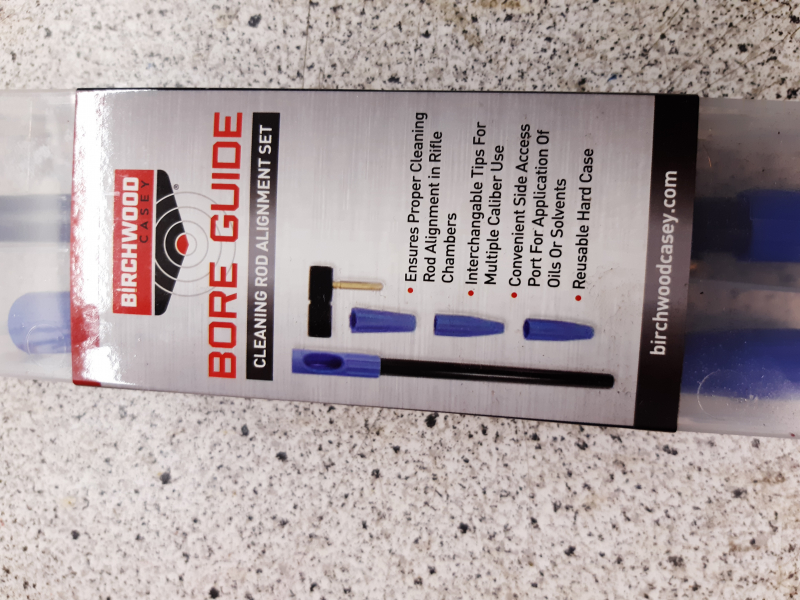 BIRCHWOOD
CASEY
®
BORE GUIDE
CLEANING ROD ALIGNMENT SET
• Ensures Proper Cleaning
Rod Alignment in Rifle
Chambers
• Interchangable Tips For
Multiple Caliber Use
• Convenient Side Access
Port For Application Of
Oils Or Solvents
• Reusable Hard Case
birchwoodcasey.com